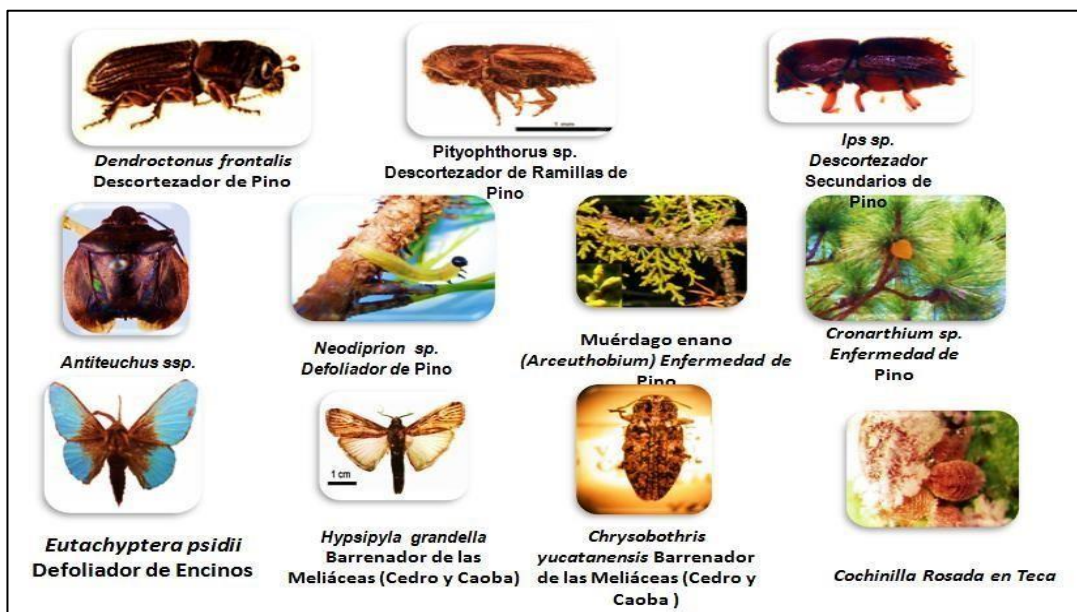 Dendroctonus frontalis
Descortezador de Pino
Pityophthorus sp.
Descortezador de Ramillas de
Pino
Ips sp.
Descortezador
Secundarios de
Pino
Antiteuchus ssp.
Neodiprion sp.
Defoliador de Pino
Muérdago enano
(Arceuthobium) Enfermedad de
Pino
Cronarthium sp.
Enfermedad de
Pino
Eutachyptera psidii
Defoliador de Encinos
1 cm
Hypsipyla grandella
Barrenador de las
Meliáceas (Cedro y Caoba)
Chrysobothris
yucatanensis Barrenador
de las Meliáceas (Cedro y
Caoba )
Cochinilla Rosada en Teca